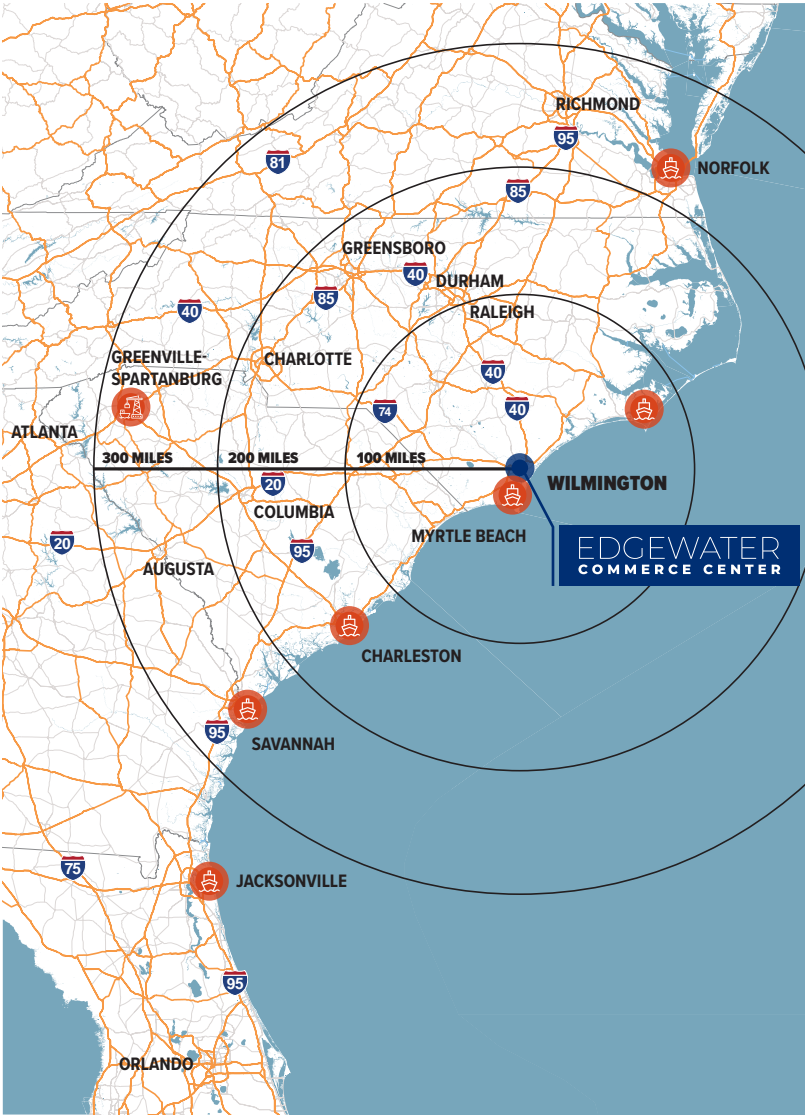 RICHMOND
95
81
NORFOLK
85
GREENSBORO
40
DURHAM
85
40
RALEIGH
GREENVILLE-
SPARTANBURG
CHARLOTTE
40
74
40
ATLANTA
300 MILES
200 MILES
100 MILES
20
WILMINGTON
COLUMBIA
MYRTLE BEACH
20
95
EDGEWATER
COMMERCE CENTER
AUGUSTA
CHARLESTON
95
SAVANNAH
75
JACKSONVILLE
95
ORLANDO